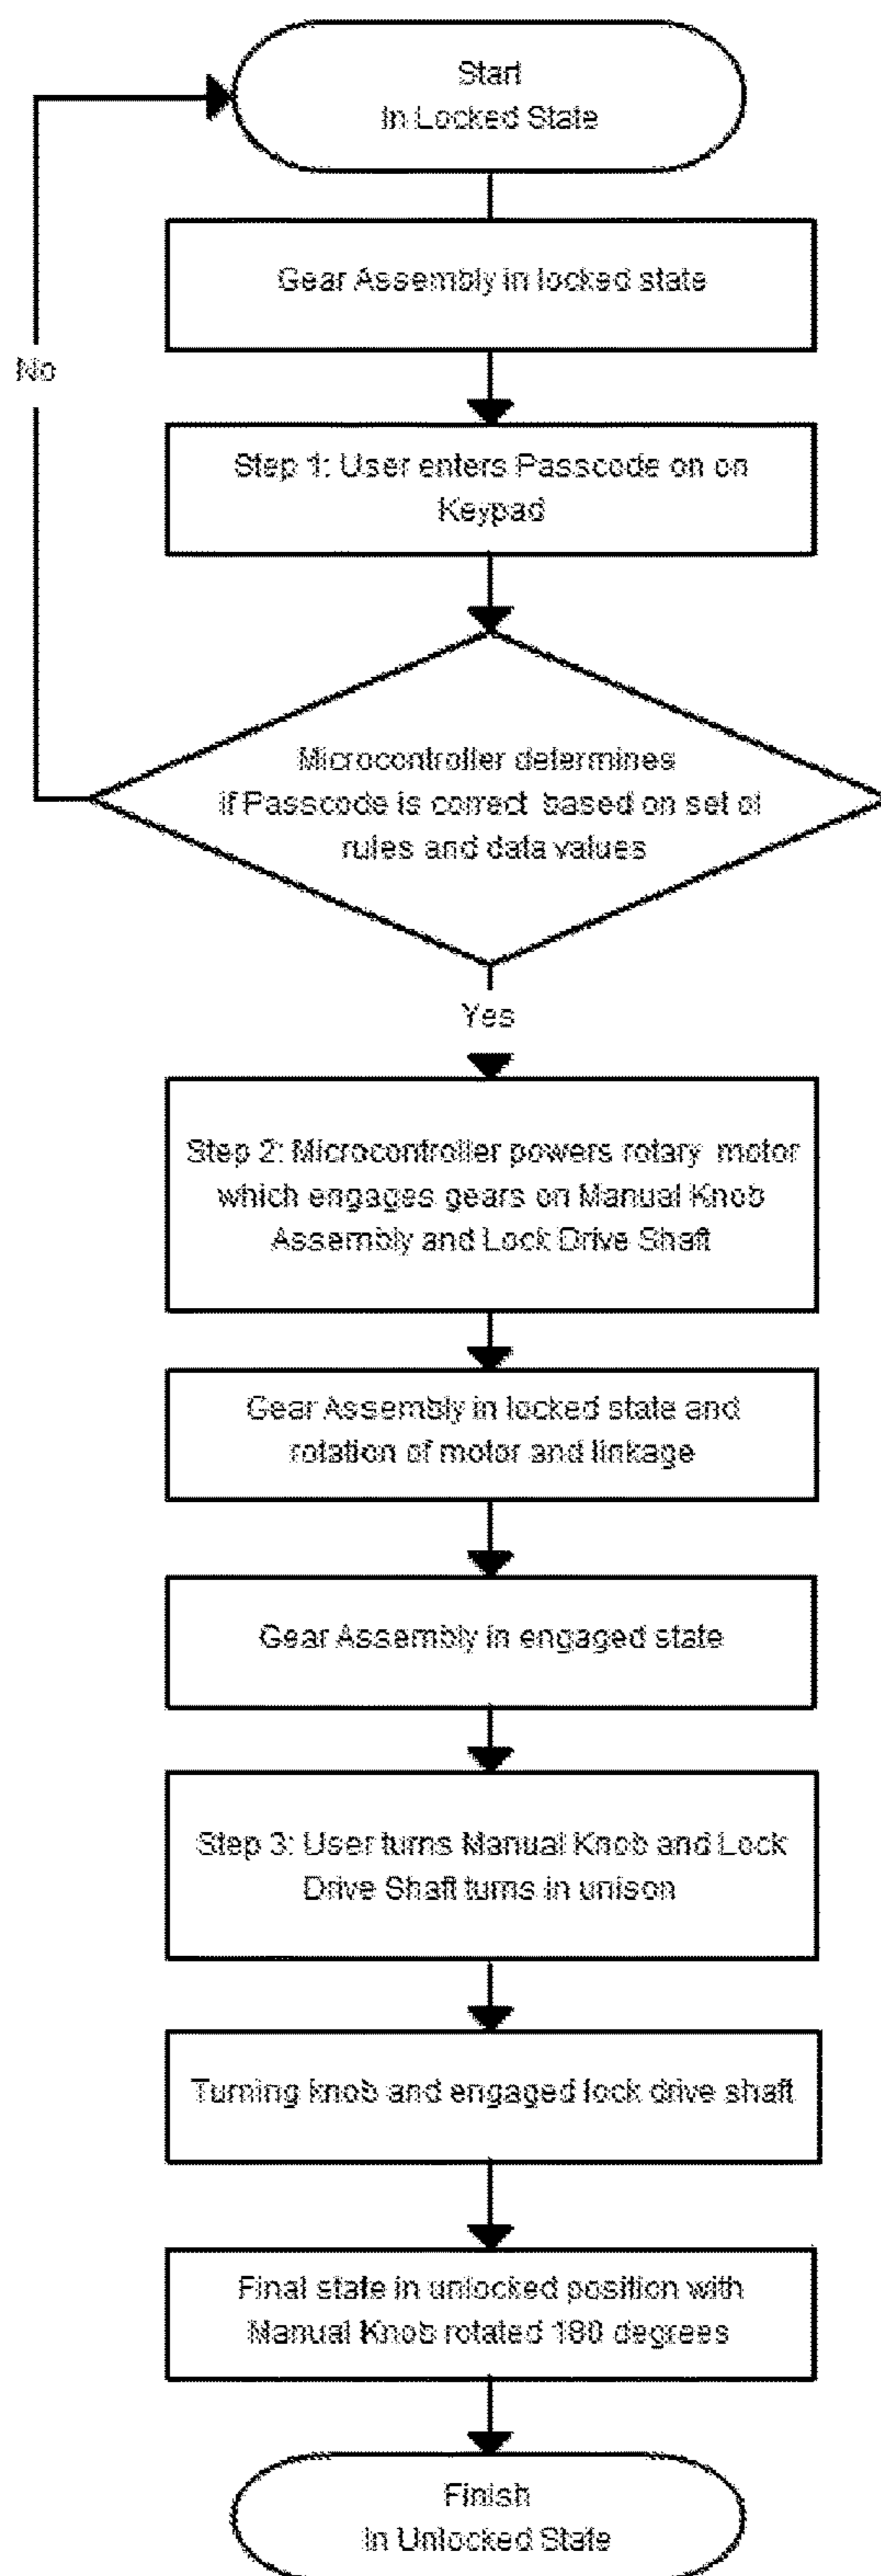 Start
In Locked State
Gear Assembly in locked state
No
Step 1: User enters Passcode on on
Keypad
Microcontroller determines
if Passcode is correct based on set of
rules and data values
Yes
Step 2: Microcontroller powers rotary motor
which engages gears on Manual Knob
Assembly and Lock Drive Shaft
Gear Assembly in locked state and
rotation of motor and linkage
Gear Assembly in engaged state
Step 3: User turns Manual Knob and Lock
Drive Shaft turns in unison
Turning knob and engaged lock drive shaft
Final state in unlocked position with
Manual Knob rotated 180 degrees
Finish
In Unlocked State